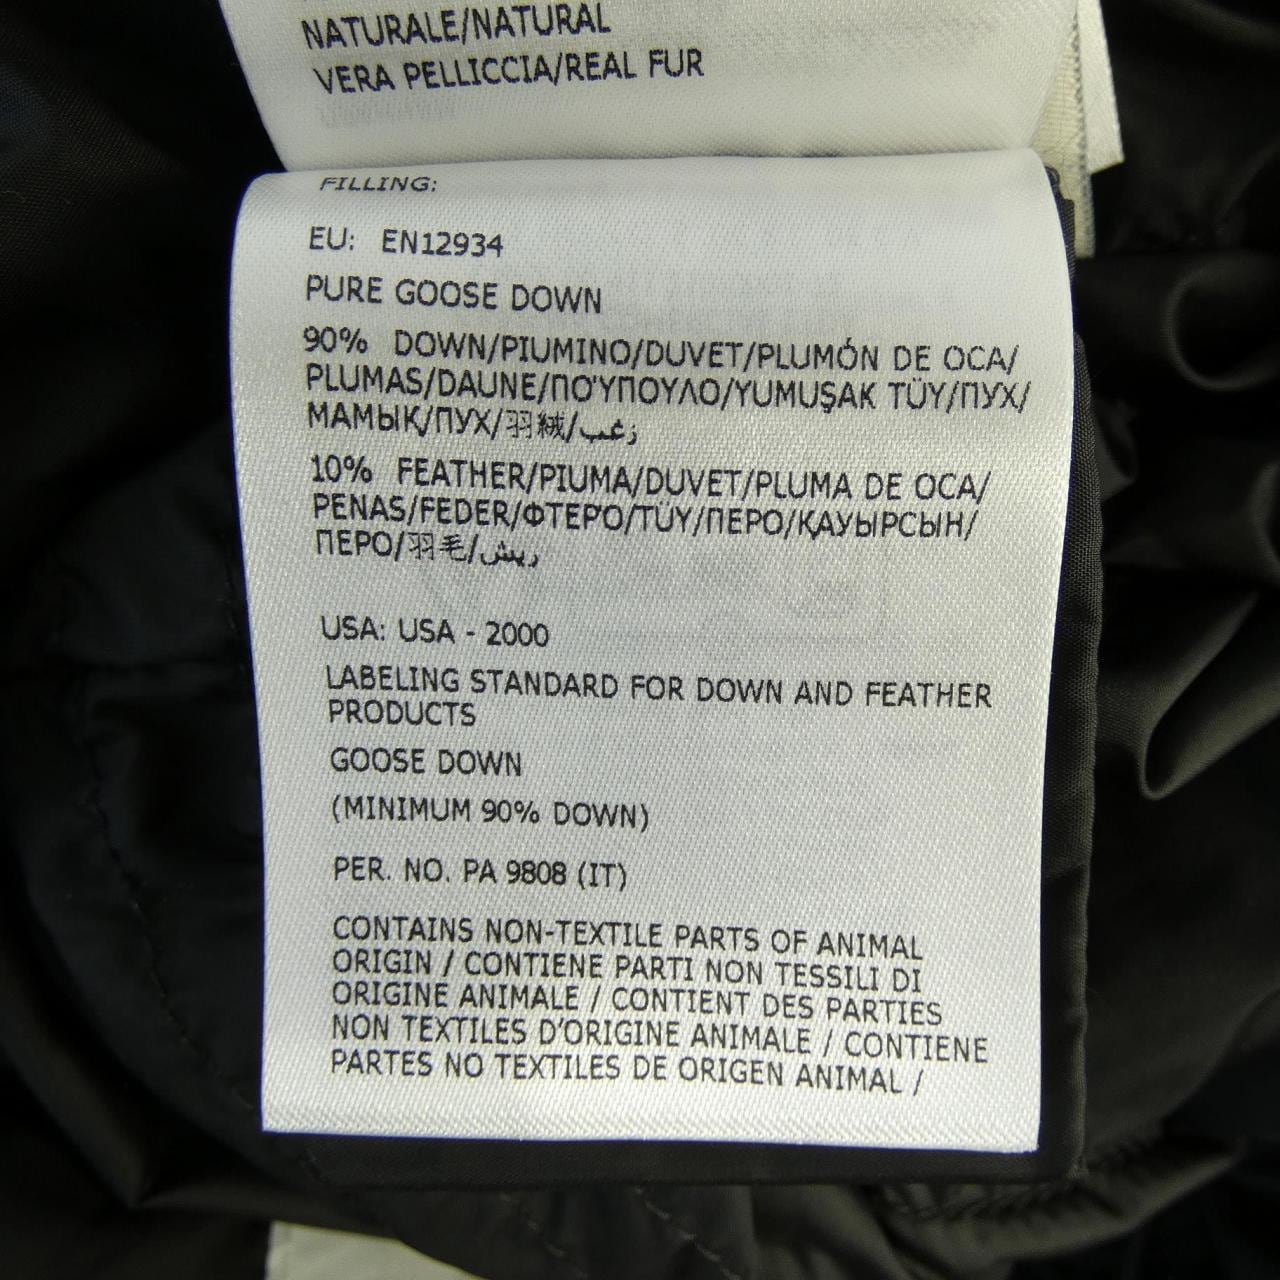 NATURALE/NATURAL
VERA PELLICCIA/REAL FUR
FILLING:
EU: EN12934
PURE GOOSE DOWN
90% DOWN/PIUMINO/DUVET/PLUMÓN DE OCA/
PLUMAS/DAUNE/ΠΟΎΠΟΥΛΟ/YUMUŞAK TÜY/ПУХ/
МАМЫҚ/ПУХ/羽絨/زغب
10% FEATHER/PIUMA/DUVET/PLUMA DE OCA/
PENAS/FEDER/ΦΤΕΡΌ/TÜY/ПЕРО/ҚАУЫРСЫН/
ПЕРО/羽毛/ريش
USA: USA - 2000
LABELING STANDARD FOR DOWN AND FEATHER
PRODUCTS
GOOSE DOWN
(MINIMUM 90% DOWN)
PER. NO. PA 9808 (IT)
CONTAINS NON-TEXTILE PARTS OF ANIMAL
ORIGIN / CONTIENE PARTI NON TESSILI DI
ORIGINE ANIMALE / CONTIENT DES PARTIES
NON TEXTILES D'ORIGINE ANIMALE / CONTIENE
PARTES NO TEXTILES DE ORIGEN ANIMAL /